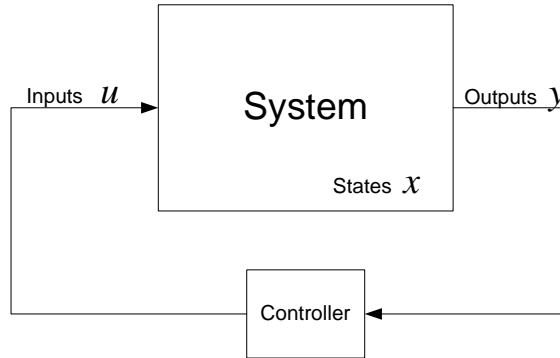 Inputs u
System
Outputs y
States x
Controller